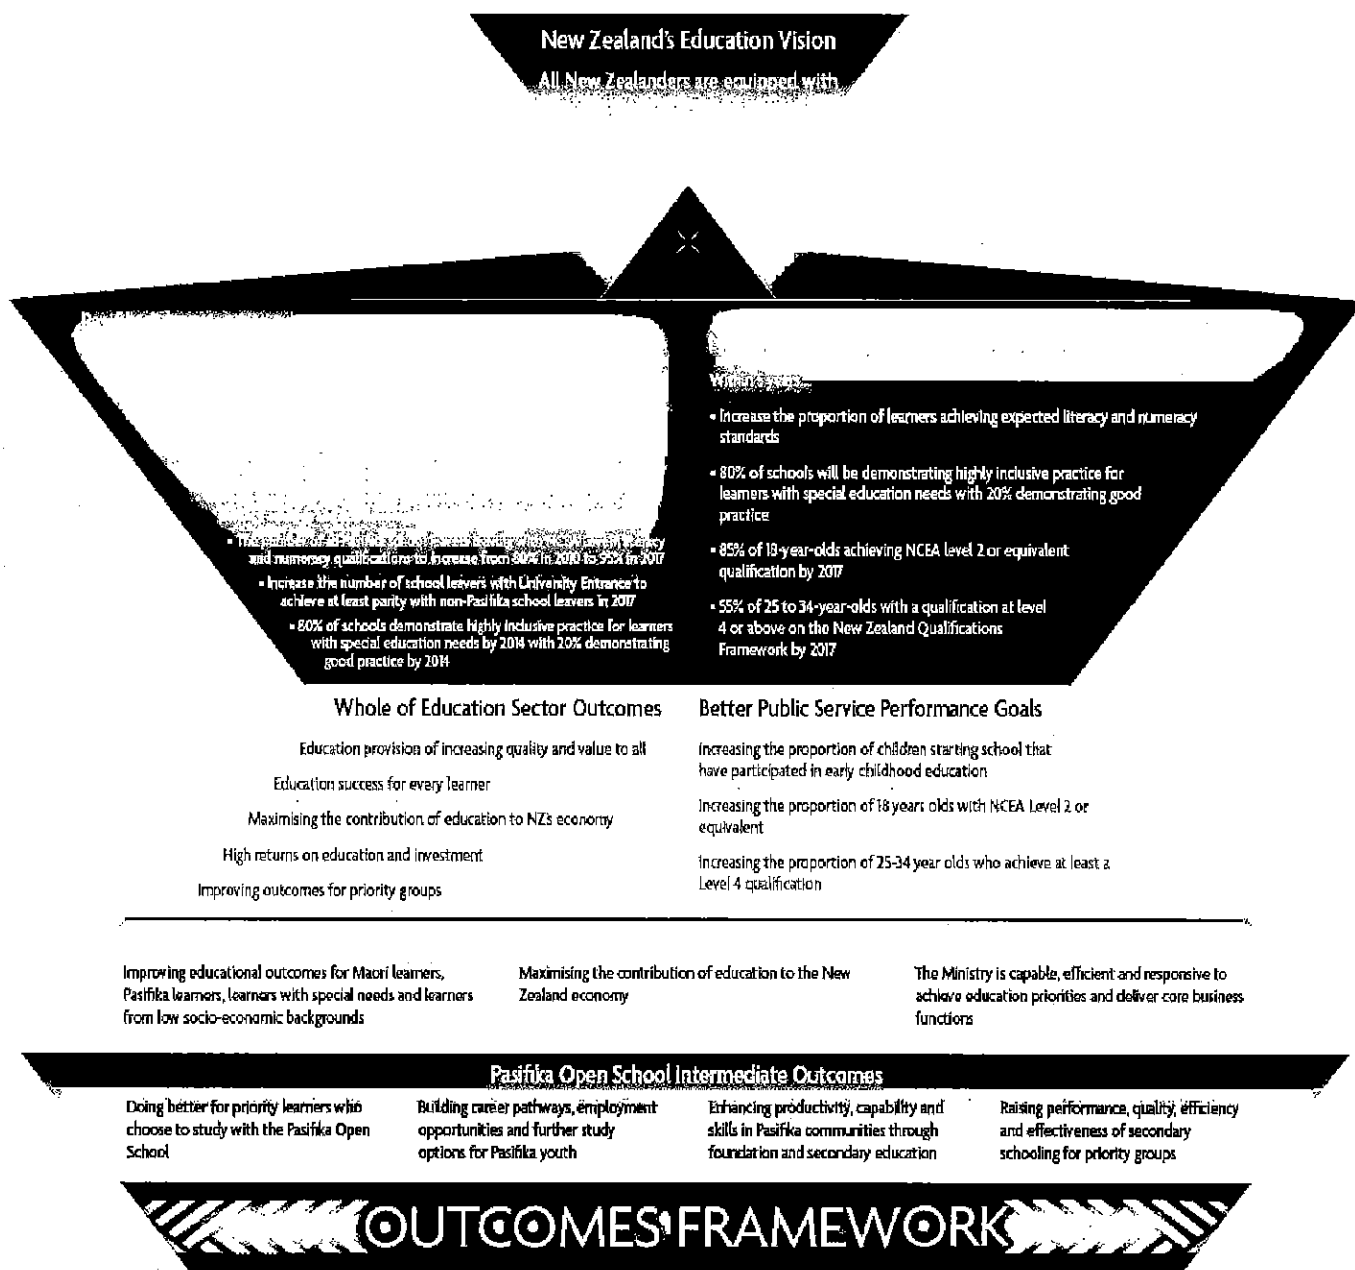 New Zealand's Education Vision
All New Zealanders are equipped with
and numeracy qualifications to increase from 80% in 2010 to 95% in 2017
▪ Increase the number of school leavers with University Entrance to
achieve at least parity with non-Pasifika school leavers in 2017
▪ 80% of schools demonstrate highly inclusive practice for learners
with special education needs by 2014 with 20% demonstrating
good practice by 2014
▪ Increase the proportion of learners achieving expected literacy and numeracy
standards
▪ 80% of schools will be demonstrating highly inclusive practice for
learners with special education needs with 20% demonstrating good
practice
▪ 85% of 18-year-olds achieving NCEA level 2 or equivalent
qualification by 2017
▪ 55% of 25 to 34-year-olds with a qualification at level
4 or above on the New Zealand Qualifications
Framework by 2017
Whole of Education Sector Outcomes
Education provision of increasing quality and value to all
Education success for every learner
Maximising the contribution of education to NZ's economy
High returns on education and investment
Improving outcomes for priority groups
Better Public Service Performance Goals
Increasing the proportion of children starting school that
have participated in early childhood education
Increasing the proportion of 18 years olds with NCEA Level 2 or
equivalent
Increasing the proportion of 25-34 year olds who achieve at least a
Level 4 qualification
Improving educational outcomes for Maori learners,
Pasifika learners, learners with special needs and learners
from low socio-economic backgrounds
Maximising the contribution of education to the New
Zealand economy
The Ministry is capable, efficient and responsive to
achieve education priorities and deliver core business
functions
Pasifika Open School Intermediate Outcomes
Doing better for priority learners who
choose to study with the Pasifika Open
School
Building career pathways, employment
opportunities and further study
options for Pasifika youth
Enhancing productivity, capability and
skills in Pasifika communities through
foundation and secondary education
Raising performance, quality, efficiency
and effectiveness of secondary
schooling for priority groups
OUTCOMES FRAMEWORK